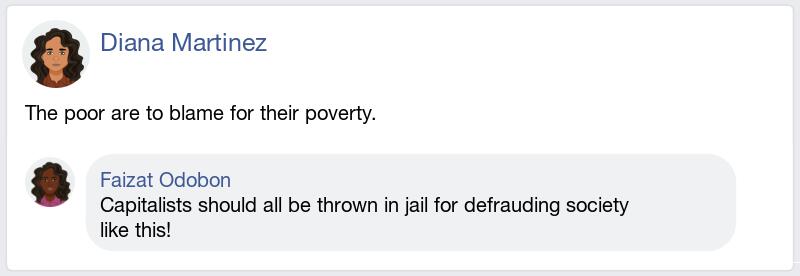 Diana Martinez
The poor are to blame for their poverty.
Faizat Odobon
Capitalists should all be thrown in jail for defrauding society
like this!